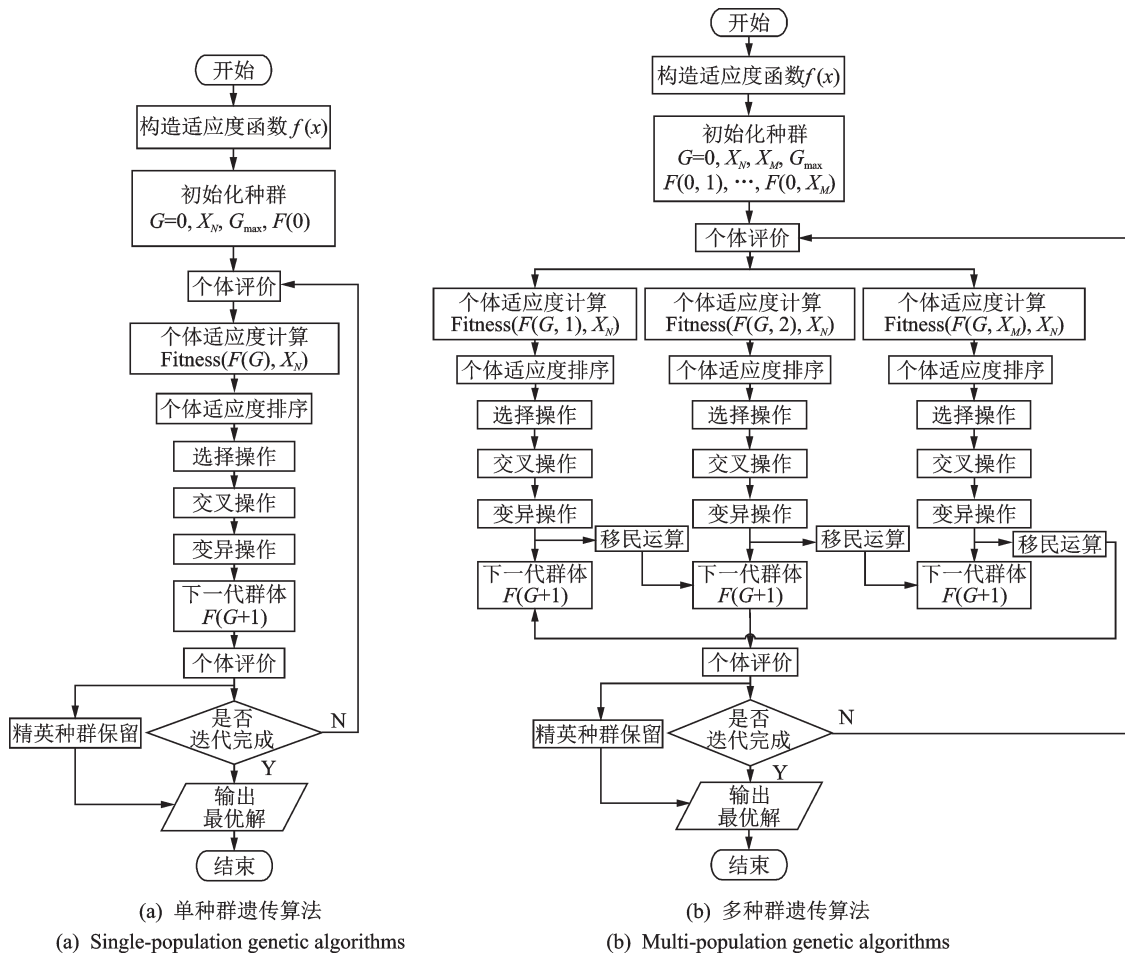 开始
构造适应度函数 f(x)
初始化种群
G=0, X_N, G_max, F(0)
个体评价
个体适应度计算
Fitness(F(G), X_N)
个体适应度排序
选择操作
交叉操作
变异操作
下一代群体
F(G+1)
个体评价
精英种群保留
是否
迭代完成
N
Y
输出
最优解
结束
(a) 单种群遗传算法
(a) Single-population genetic algorithms
开始
构造适应度函数f(x)
初始化种群
G=0, X_N, X_M, G_max
F(0, 1), …, F(0, X_M)
个体评价
个体适应度计算
Fitness(F(G, 1), X_N)
个体适应度排序
选择操作
交叉操作
变异操作
移民运算
下一代群体
F(G+1)
个体适应度计算
Fitness(F(G, 2), X_N)
个体适应度排序
选择操作
交叉操作
变异操作
移民运算
下一代群体
F(G+1)
个体适应度计算
Fitness(F(G, X_M), X_N)
个体适应度排序
选择操作
交叉操作
变异操作
移民运算
下一代群体
F(G+1)
个体评价
精英种群保留
是否
迭代完成
N
Y
输出
最优解
结束
(b) 多种群遗传算法
(b) Multi-population genetic algorithms